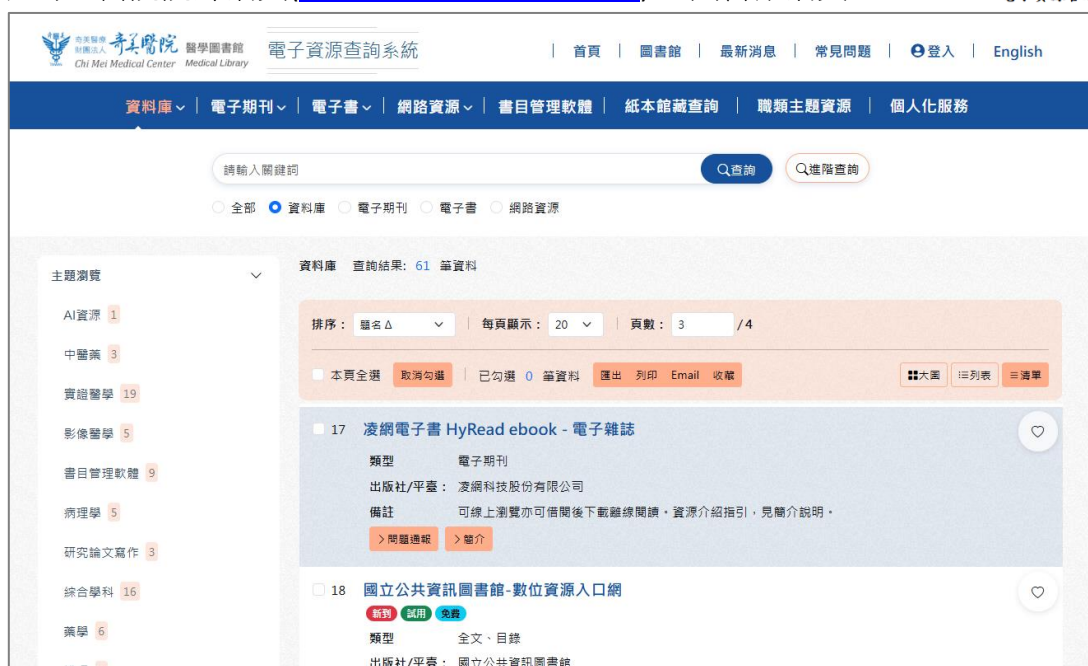 奇美醫療財團法人 奇美醫院 醫學圖書館 電子資源查詢系統
Chi Mei Medical Center Medical Library
首頁 | 圖書館 | 最新消息 | 常見問題 | 登入 | English
資料庫 | 電子期刊 | 電子書 | 網路資源 | 書目管理軟體 | 紙本館藏查詢 | 職類主題資源 | 個人化服務
請輸入關鍵詞 查詢 進階查詢
全部 資料庫 電子期刊 電子書 網路資源
主題瀏覽
AI資源 1
中醫藥 3
實證醫學 19
影像醫學 5
書目管理軟體 9
病理學 5
研究論文寫作 3
綜合學科 16
藥學 6
資料庫 查詢結果: 61 筆資料
排序： 題名 Δ | 每頁顯示： 20 | 頁數： 3 / 4
本頁全選 取消勾選 | 已勾選 0 筆資料 匯出 列印 Email 收藏 大圖 列表 清單
17 凌網電子書 HyRead ebook - 電子雜誌
類型 電子期刊
出版社/平臺： 凌網科技股份有限公司
備註 可線上瀏覽亦可借閱後下載離線閱讀。資源介紹指引，見簡介說明。
>問題通報 >簡介
18 國立公共資訊圖書館-數位資源入口網
新到 試用 免費
類型 全文、目錄
出版社/平臺： 國立公共資訊圖書館